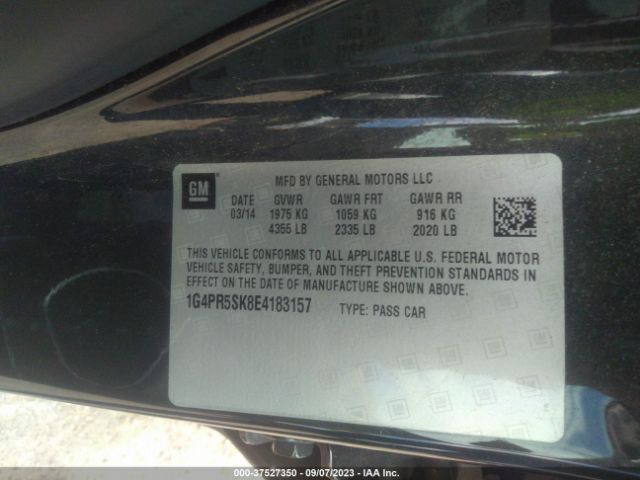 GM
MFD BY GENERAL MOTORS LLC
DATE GVWR GAWR FRT GAWR RR
03/14 1975 KG 1059 KG 916 KG
4355 LB 2335 LB 2020 LB
THIS VEHICLE CONFORMS TO ALL APPLICABLE U.S. FEDERAL MOTOR
VEHICLE SAFETY, BUMPER, AND THEFT PREVENTION STANDARDS IN
EFFECT ON THE DATE OF MANUFACTURE SHOWN ABOVE.
1G4PR5SK8E4183157 TYPE: PASS CAR
000-37527350 - 09/07/2023 - IAA Inc.